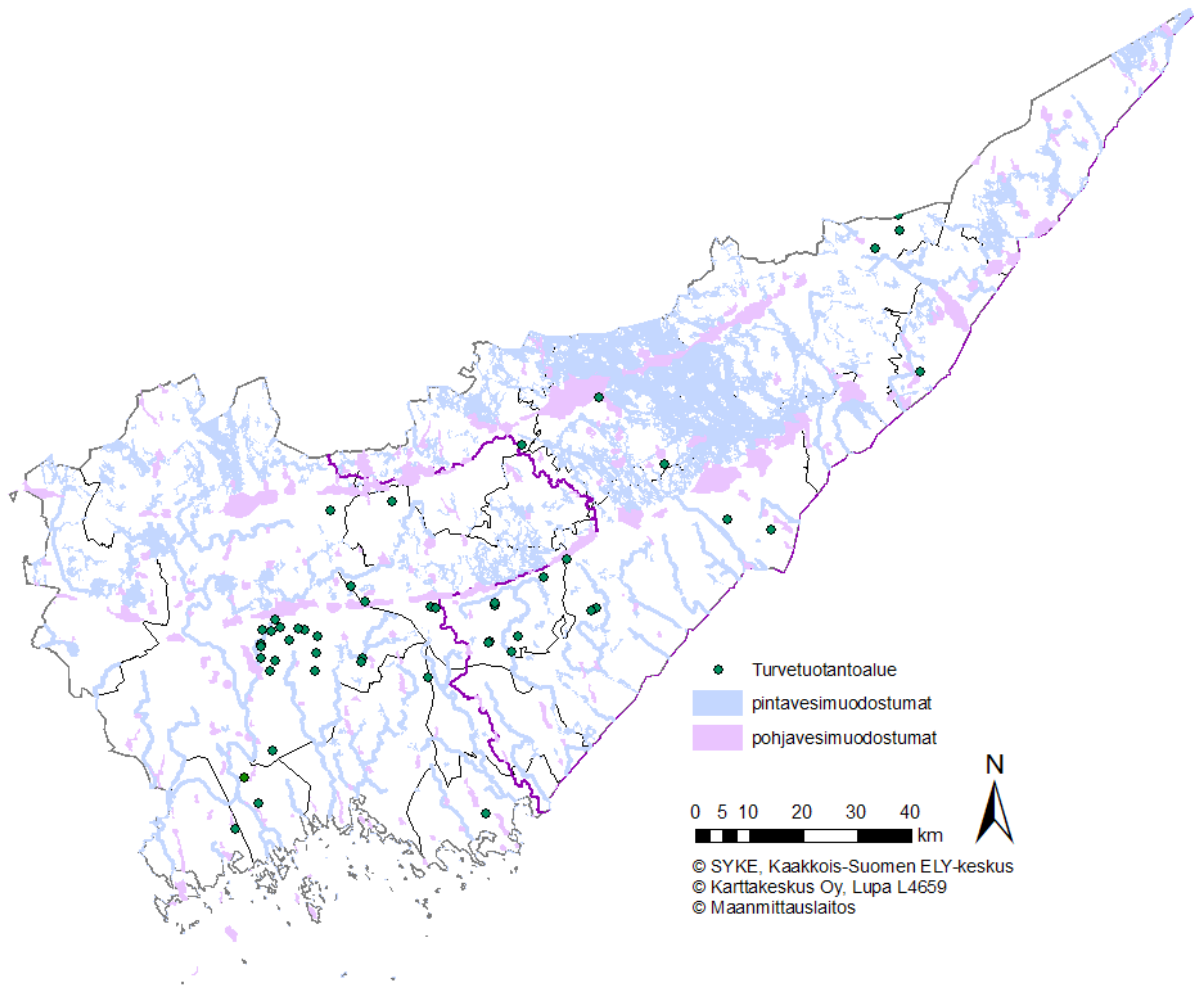 Turvetuotantoalue
pintavesimuodostumat
pohjavesimuodostumat
N
0 5 10 20 30 40
km
© SYKE, Kaakkois-Suomen ELY-keskus
© Karttakeskus Oy, Lupa L4659
© Maanmittauslaitos